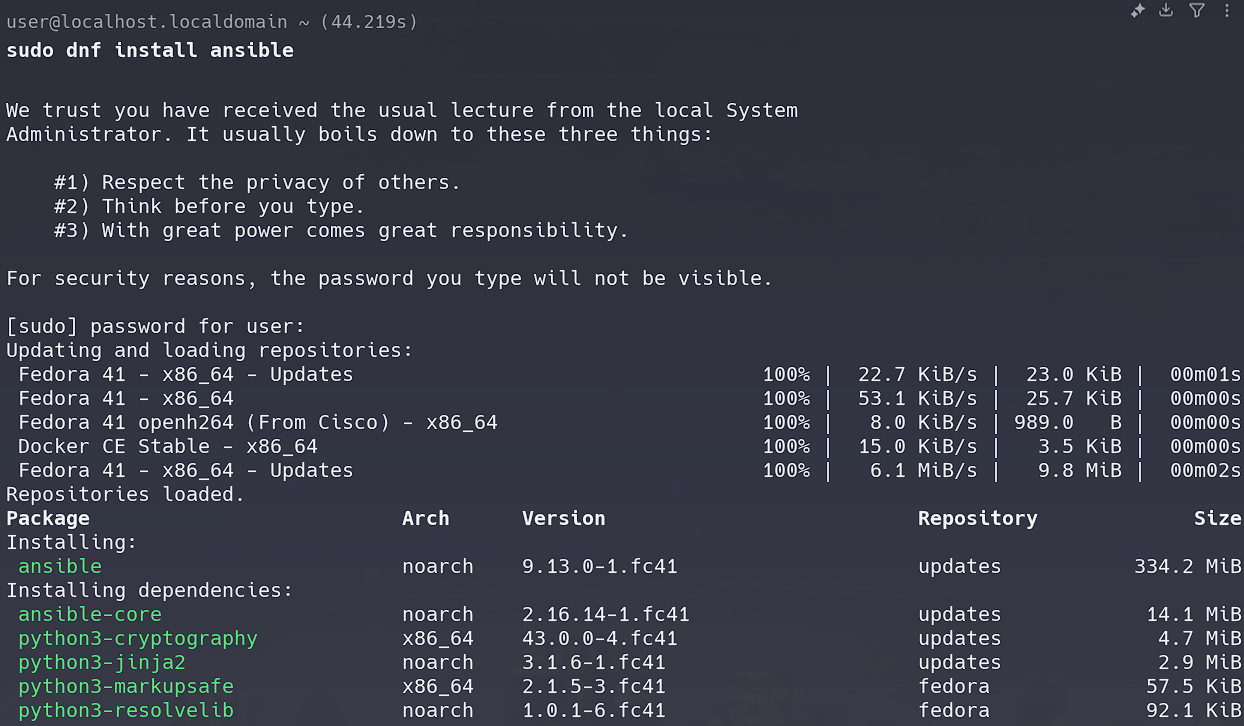 user@localhost.localdomain ~ (44.219s)
sudo dnf install ansible
We trust you have received the usual lecture from the local System
Administrator. It usually boils down to these three things:
#1) Respect the privacy of others.
#2) Think before you type.
#3) With great power comes great responsibility.
For security reasons, the password you type will not be visible.
[sudo] password for user:
Updating and loading repositories:
Fedora 41 - x86_64 - Updates 100% | 22.7 KiB/s | 23.0 KiB | 00m01s
Fedora 41 - x86_64 100% | 53.1 KiB/s | 25.7 KiB | 00m00s
Fedora 41 openh264 (From Cisco) - x86_64 100% | 8.0 KiB/s | 989.0 B | 00m00s
Docker CE Stable - x86_64 100% | 15.0 KiB/s | 3.5 KiB | 00m00s
Fedora 41 - x86_64 - Updates 100% | 6.1 MiB/s | 9.8 MiB | 00m02s
Repositories loaded.
Package Arch Version Repository Size
Installing:
ansible noarch 9.13.0-1.fc41 updates 334.2 MiB
Installing dependencies:
ansible-core noarch 2.16.14-1.fc41 updates 14.1 MiB
python3-cryptography x86_64 43.0.0-4.fc41 updates 4.7 MiB
python3-jinja2 noarch 3.1.6-1.fc41 updates 2.9 MiB
python3-markupsafe x86_64 2.1.5-3.fc41 fedora 57.5 KiB
python3-resolvelib noarch 1.0.1-6.fc41 fedora 92.1 KiB